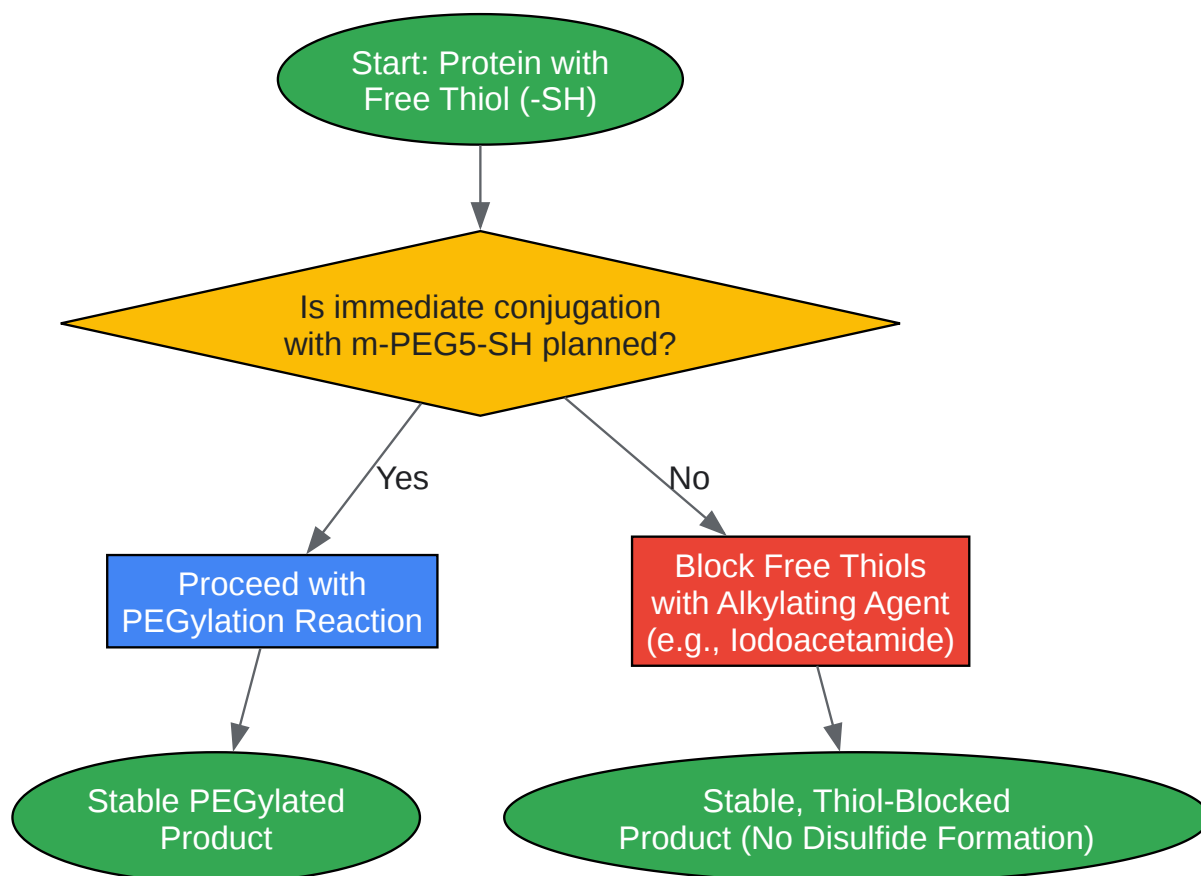 Start: Protein with
Free Thiol (-SH)
Is immediate conjugation
with m-PEG5-SH planned?
Yes
No
Proceed with
PEGylation Reaction
Block Free Thiols
with Alkylating Agent
(e.g., Iodoacetamide)
Stable PEGylated
Product
Stable, Thiol-Blocked
Product (No Disulfide Formation)